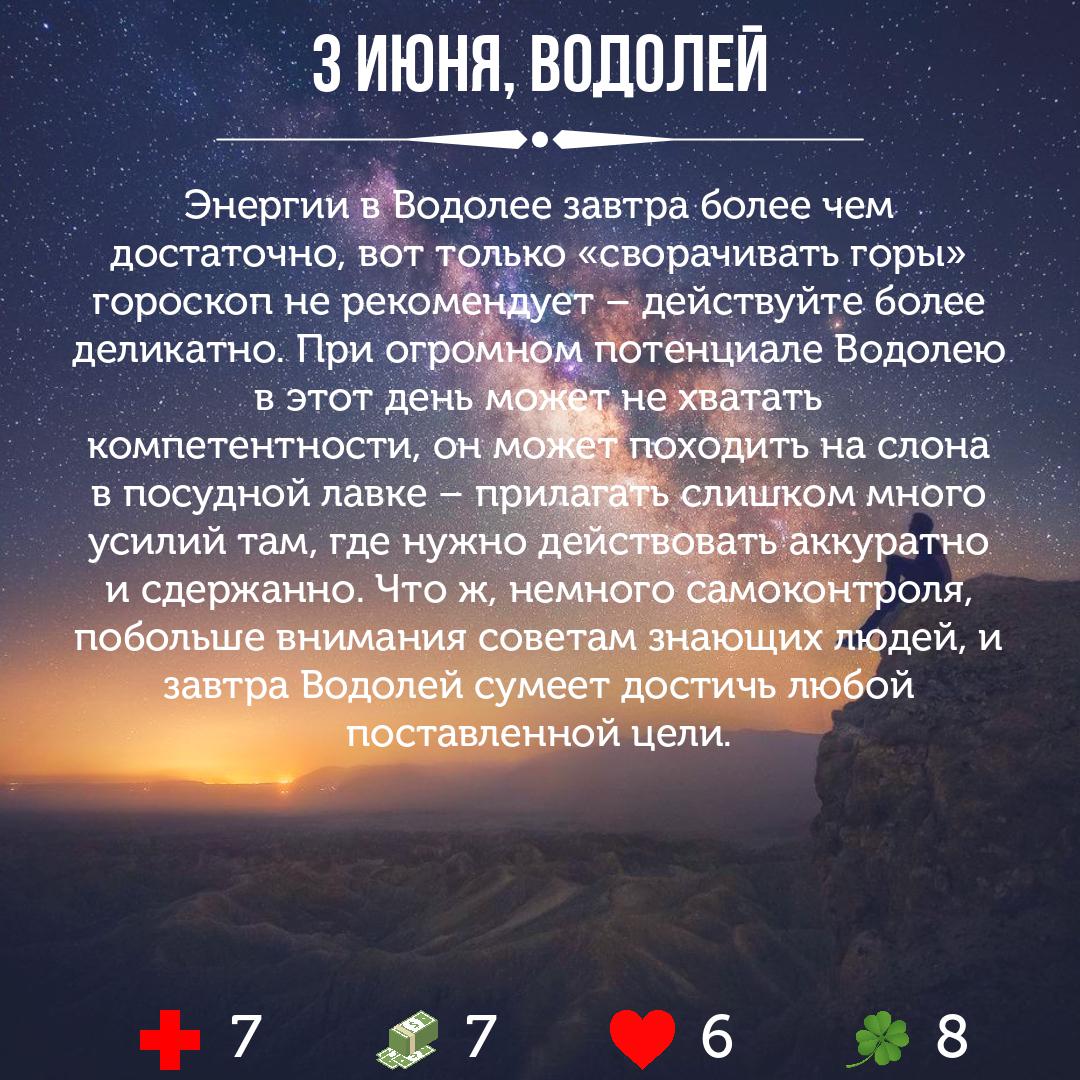 3 ИЮНЯ, ВОДОЛЕЙ
Энергии в Водолее завтра более чем
достаточно, вот только «сворачивать горы»
гороскоп не рекомендует – действуйте более
деликатно. При огромном потенциале Водолею
в этот день может не хватать
компетентности, он может походить на слона
в посудной лавке – прилагать слишком много
усилий там, где нужно действовать аккуратно
и сдержанно. Что ж, немного самоконтроля,
побольше внимания советам знающих людей, и
завтра Водолей сумеет достичь любой
поставленной цели.
7 7 6 8